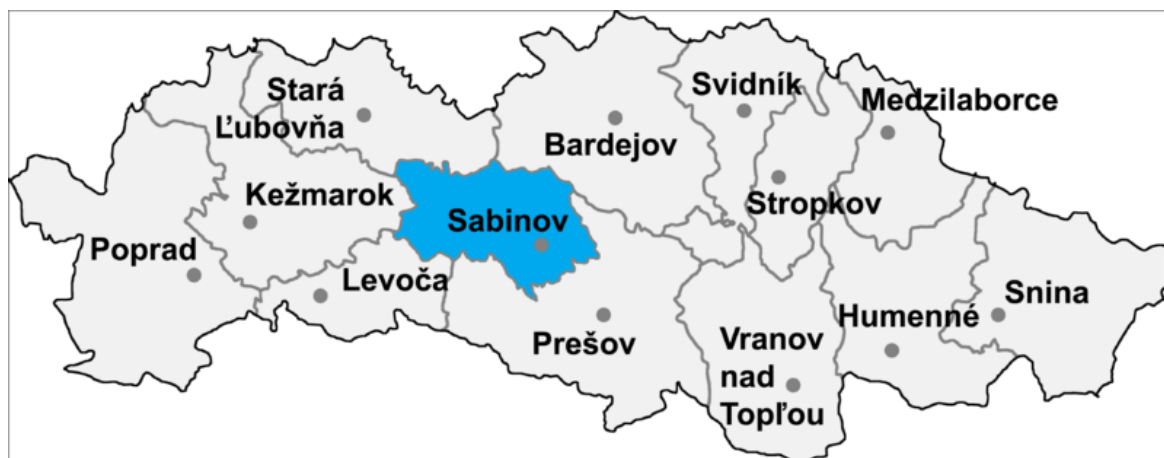 Stará
Ľubovňa
Svidník
Medzilaborce
Bardejov
Kežmarok
Stropkov
Sabinov
Poprad
Levoča
Snina
Humenné
Prešov
Vranov
nad
Topľou